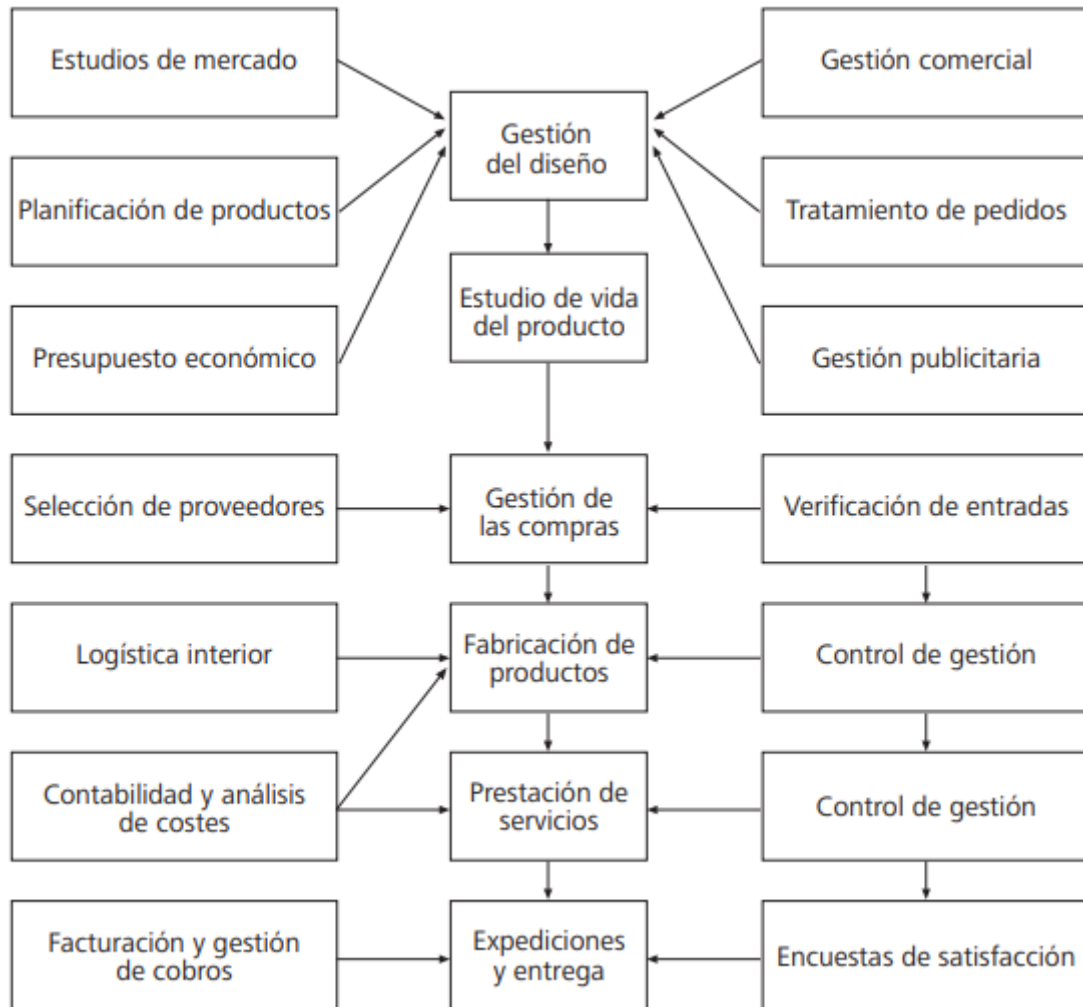 Estudios de mercado
Gestión comercial
Gestión
del diseño
Planificación de productos
Tratamiento de pedidos
Estudio de vida
del producto
Presupuesto económico
Gestión publicitaria
Selección de proveedores
Gestión de
las compras
Verificación de entradas
Logística interior
Fabricación de
productos
Control de gestión
Contabilidad y análisis
de costes
Prestación de
servicios
Control de gestión
Facturación y gestión
de cobros
Expediciones
y entrega
Encuestas de satisfacción